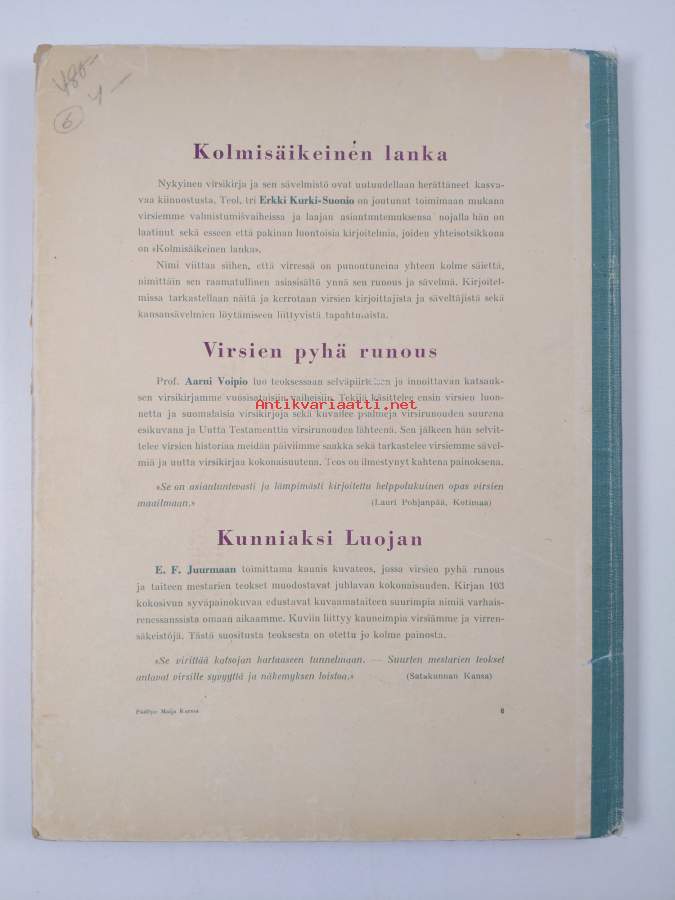 480-
6 4-
Kolmisäikeinen lanka
Nykyinen virsikirja ja sen sävelmistö ovat uutuudellaan herättäneet kasva-
vaa kiinnostusta. Teol. tri Erkki Kurki-Suonio on joutunut toimimaan mukana
virsiemme valmistumisvaiheissa ja laajan asiantuntemuksensa nojalla hän on
laatinut sekä esseen että pakinan luontoisia kirjoitelmia, joiden yhteisotsikkona
on »Kolmisäikeinen lanka».
Nimi viittaa siihen, että virressä on punoutuneina yhteen kolme säiettä,
nimittäin sen raamatullinen asiasisältö ynnä sen runous ja sävelmä. Kirjoitel-
missa tarkastellaan näitä ja kerrotaan virsien kirjoittajista ja säveltäjistä sekä
kansansävelmien löytämiseen liittyvistä tapahtumista.
Virsien pyhä runous
Prof. Aarni Voipio luo teoksessaan selväpiirteisen ja innoittavan katsauk-
sen virsikirjamme vuosisataisiin vaiheisiin. Tekijä käsittelee ensin virsien luon-
Antikvariaatti.net
netta ja suomalaisia virsikirjoja sekä kuvailee psalmeja virsirunouden suurena
esikuvana ja Uutta Testamenttia virsirunouden lähteenä. Sen jälkeen hän selvit-
telee virsien historiaa meidän päiviimme saakka sekä tarkastelee virsiemme sävel-
miä ja uutta virsikirjaa kokonaisuutena. Teos on ilmestynyt kahtena painoksena.
»Se on asiantuntevasti ja lämpimästi kirjoitettu helppolukuinen opas virsien
maailmaan.» (Lauri Pohjanpää, Kotimaa)
Kunniaksi Luojan
E. F. Juurmaan toimittama kaunis kuvateos, jossa virsien pyhä runous
ja taiteen mestarien teokset muodostavat juhlavan kokonaisuuden. Kirjan 103
kokosivun syväpainokuvaa edustavat kuvaamataiteen suurimpia nimiä varhais-
renessanssista omaan aikaamme. Kuviin liittyy kauneimpia virsiämme ja virren-
säkeistöjä. Tästä suositusta teoksesta on otettu jo kolme painosta.
»Se virittää katsojan hartaaseen tunnelmaan. — Suurten mestarien teokset
antavat virsille syvyyttä ja näkemyksen loistoa.» (Satakunnan Kansa)
Päällys: Maija Karma 6